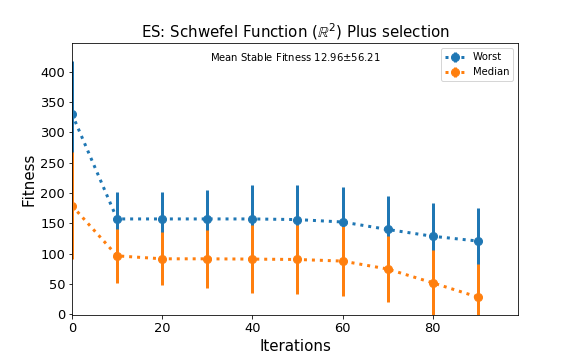 ES: Schwefel Function (ℝ²) Plus selection
Mean Stable Fitness 12.96±56.21
Worst
Median
Fitness
400
350
300
250
200
150
100
50
0
0 20 40 60 80
Iterations